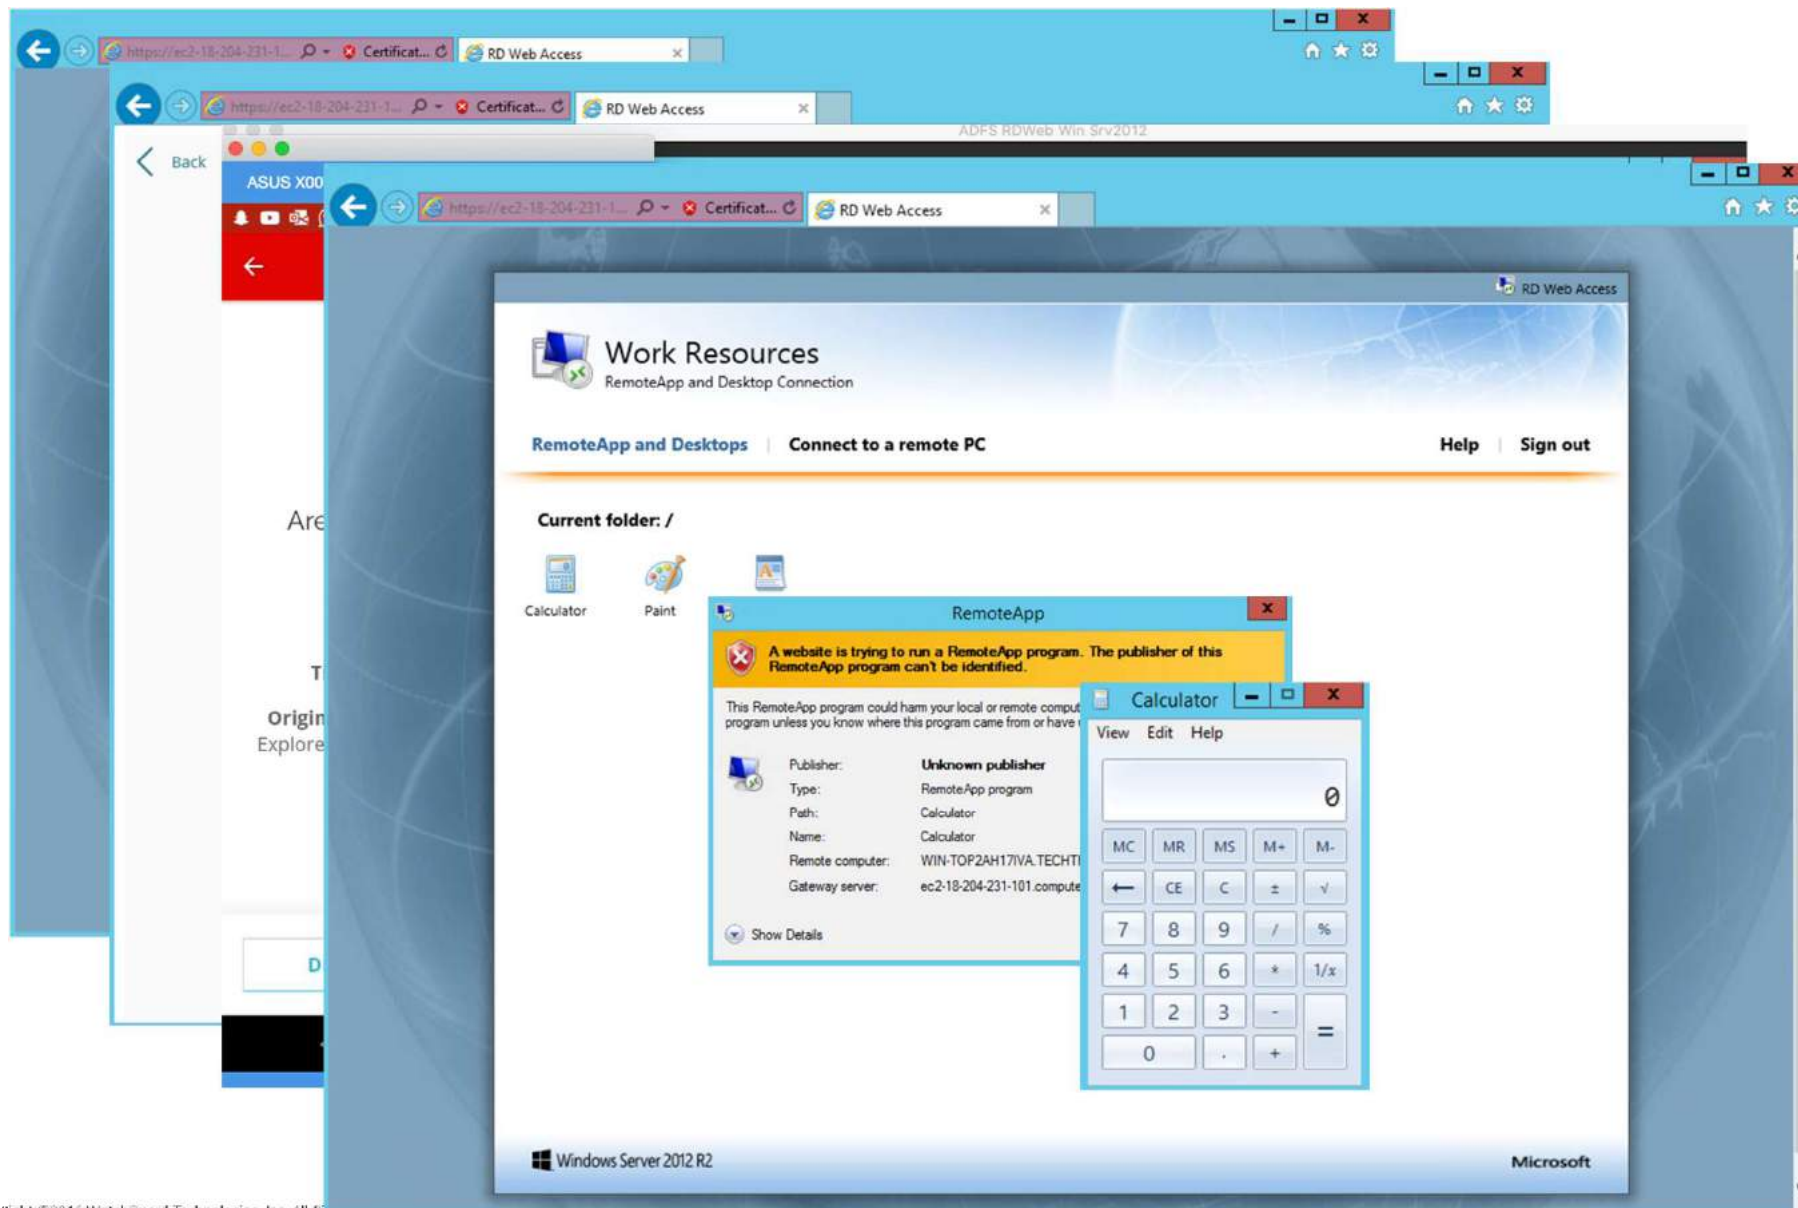 https://ec2-18-204-231-1... Certificat... RD Web Access
https://ec2-18-204-231-1... Certificat... RD Web Access
ADFS RDWeb Win Srv2012
Back
ASUS X00
https://ec2-18-204-231-1... Certificat... RD Web Access
RD Web Access
Work Resources
RemoteApp and Desktop Connection
RemoteApp and Desktops Connect to a remote PC Help Sign out
Current folder: /
Calculator Paint
Are
T
Origin
Explore
D
RemoteApp
A website is trying to run a RemoteApp program. The publisher of this
RemoteApp program can't be identified.
This RemoteApp program could harm your local or remote comput
program unless you know where this program came from or have
Publisher: Unknown publisher
Type: RemoteApp program
Path: Calculator
Name: Calculator
Remote computer: WIN-TOP2AH17IVA.TECHT
Gateway server: ec2-18-204-231-101.compute
Show Details
Calculator
View Edit Help
0
MC MR MS M+ M-
← CE C ± √
7 8 9 / %
4 5 6 * 1/x
1 2 3 - =
0 . +
Windows Server 2012 R2
Microsoft